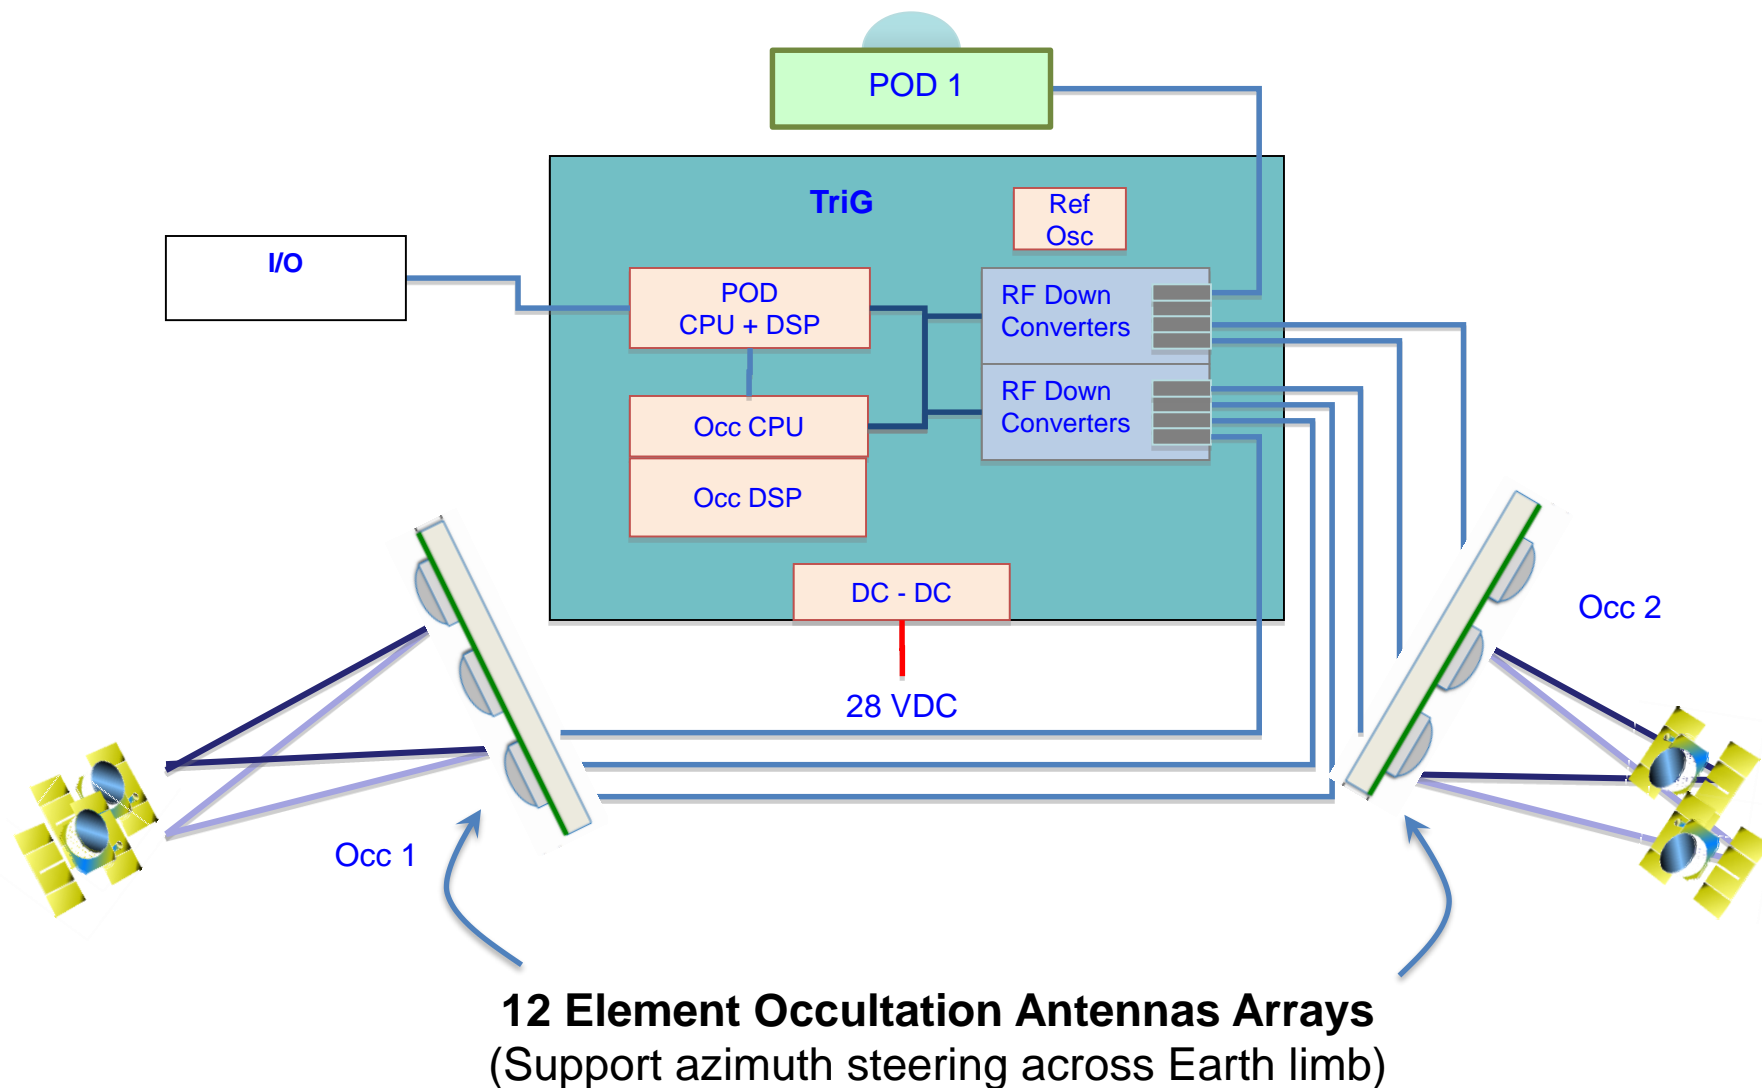 POD 1
TriG
Ref
Osc
I/O
POD
CPU + DSP
RF Down
Converters
RF Down
Converters
Occ CPU
Occ DSP
DC - DC
Occ 2
28 VDC
Occ 1
12 Element Occultation Antennas Arrays
(Support azimuth steering across Earth limb)